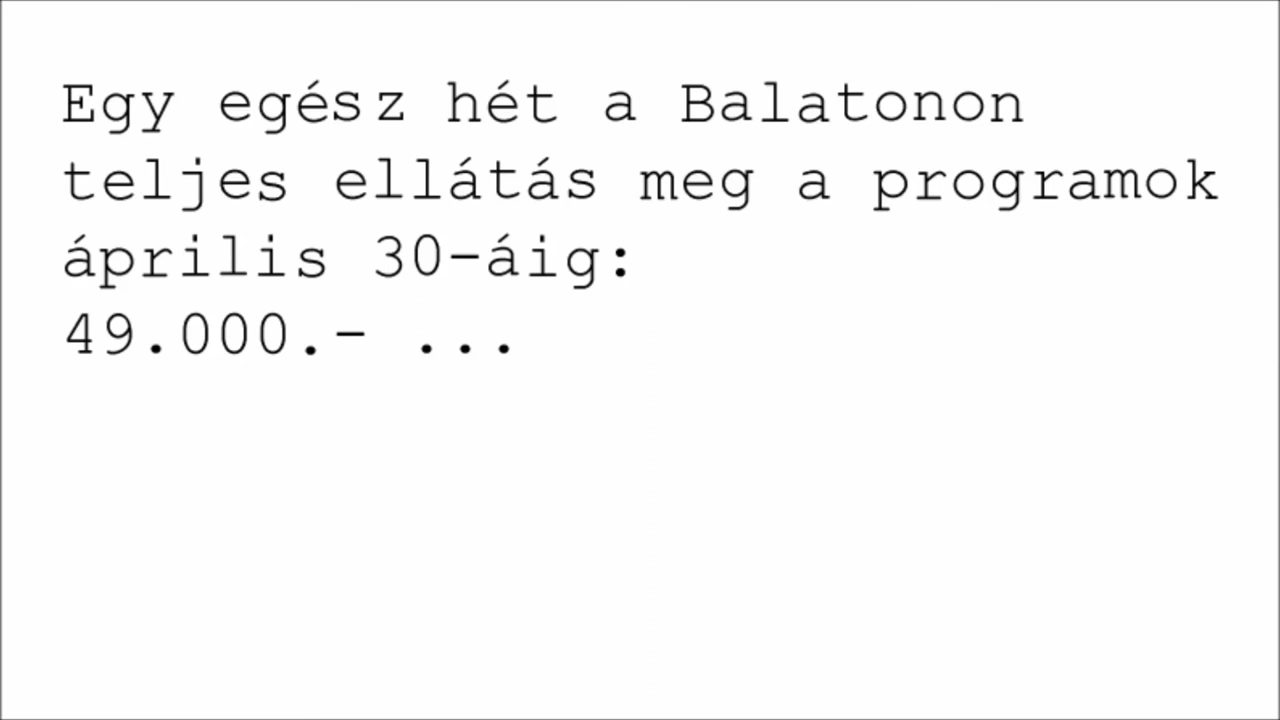 Egy egész hét a Balatonon
teljes ellátás meg a programok
április 30-áig:
49.000.- ...